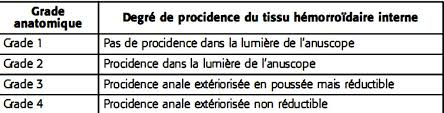 Grade anatomique Degré de procidence du tissu hémorroïdaire interne
Grade 1 Pas de procidence dans la lumière de l'anuscope
Grade 2 Procidence dans la lumière de l'anuscope
Grade 3 Procidence anale extériorisée en poussée mais réductible
Grade 4 Procidence anale extériorisée non réductible